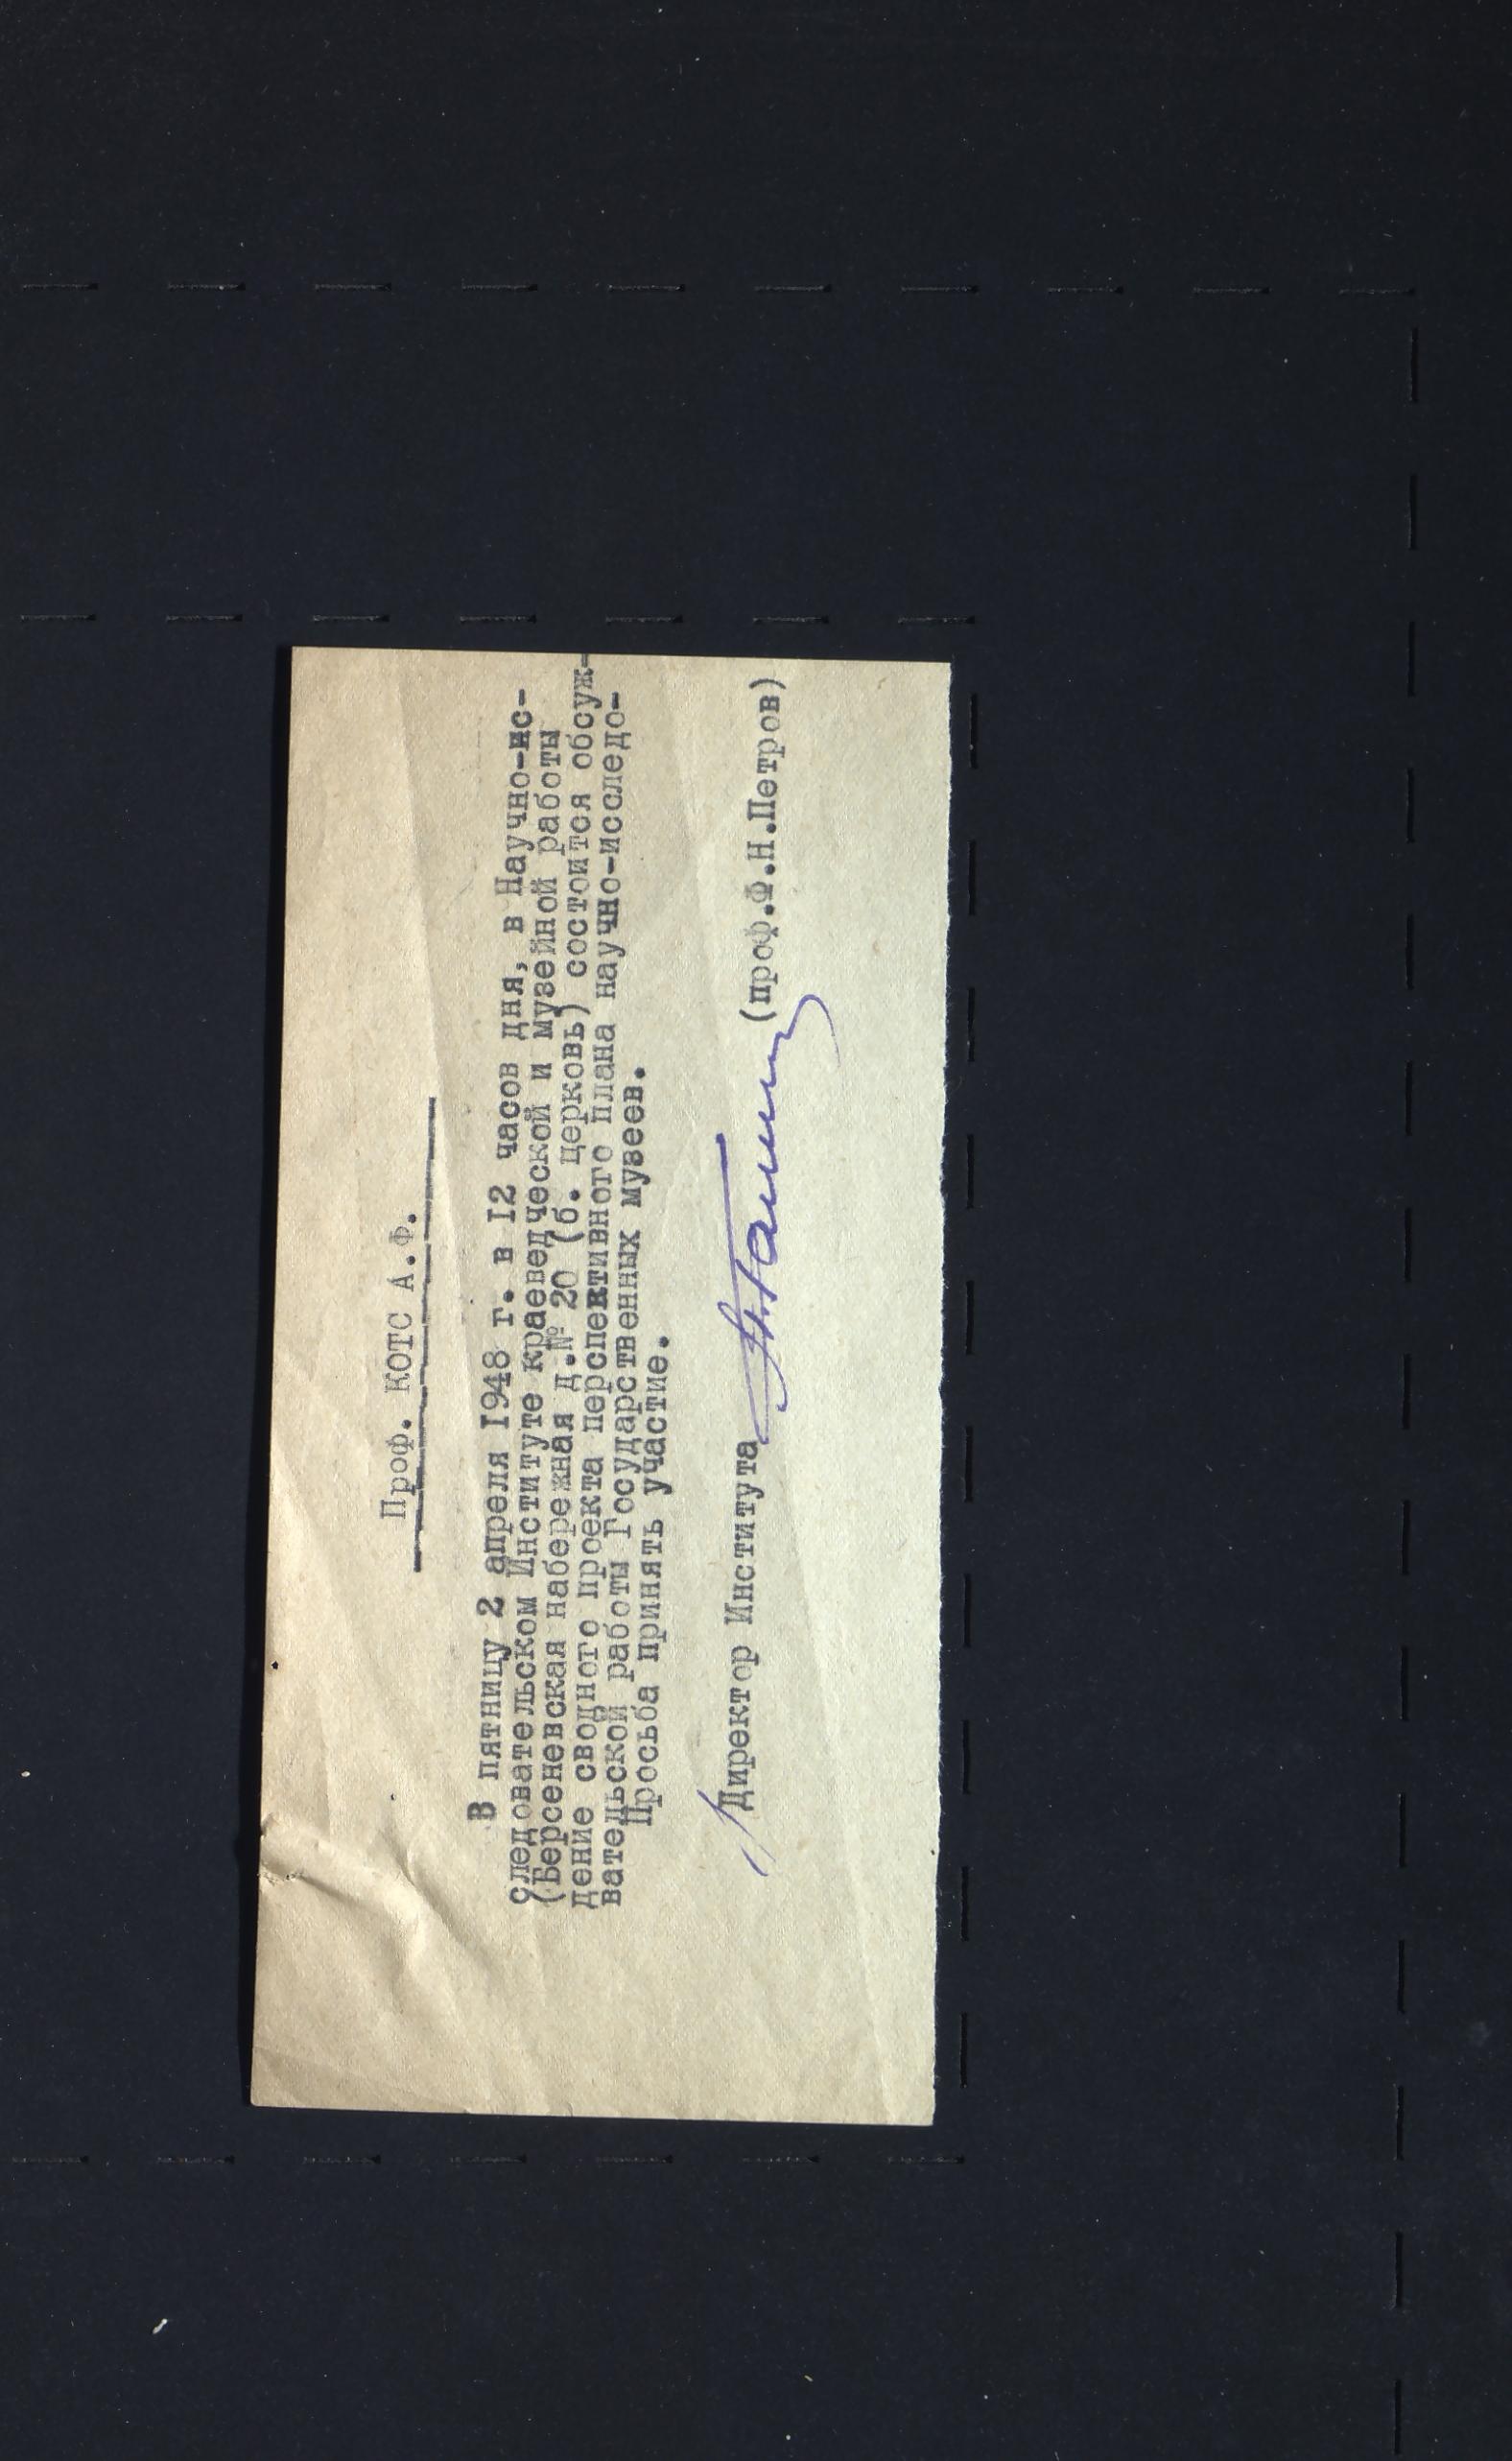 Проф. КОТС А.Ф.
В пятницу 2 апреля 1948 г. в 12 часов дня, в Научно-ис-
следовательском Институте краеведческой и музейной работы
(Берсеневская набережная д.№ 20 (б. церковь) состоится обсуж-
дение сводного проекта перспективного плана научно-исследо-
вательской работы Государственных музеев.
Просьба принять участие.
Директор Института (проф.Ф.Н.Петров)